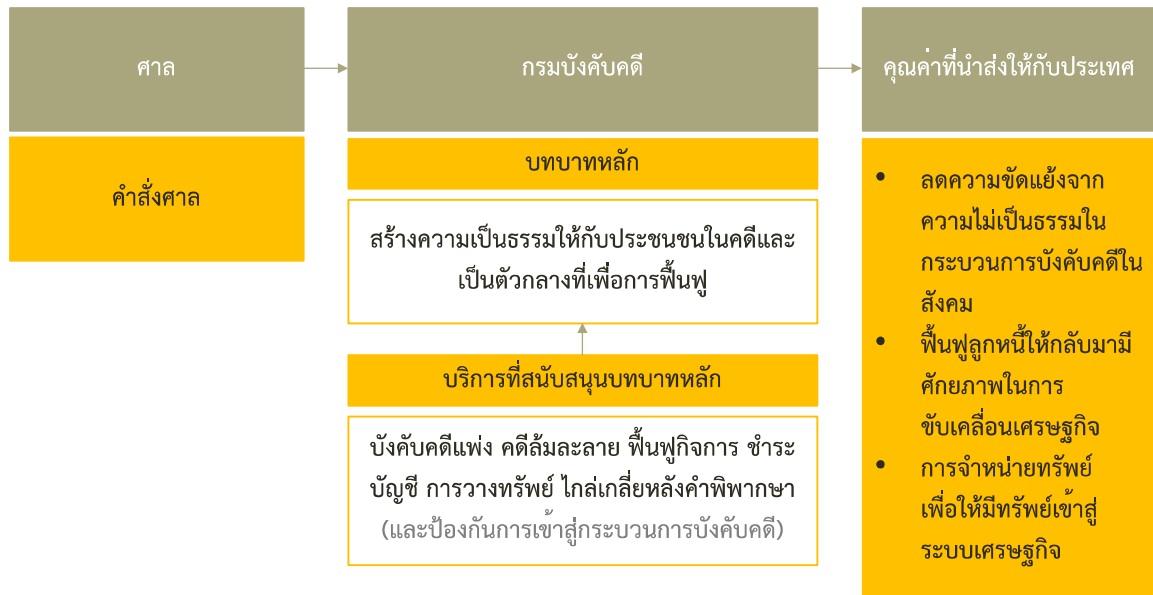 ศาล
คำสั่งศาล
กรมบังคับคดี
บทบาทหลัก
สร้างความเป็นธรรมให้กับประชนชนในคดีและ
เป็นตัวกลางที่เพื่อการฟื้นฟู
บริการที่สนับสนุนบทบาทหลัก
บังคับคดีแพ่ง คดีล้มละลาย ฟื้นฟูกิจการ ชำระ
บัญชี การวางทรัพย์ ไกล่เกลี่ยหลังคำพิพากษา
(และป้องกันการเข้าสู่กระบวนการบังคับคดี)
คุณค่าที่นำส่งให้กับประเทศ
• ลดความขัดแย้งจาก
ความไม่เป็นธรรมใน
กระบวนการบังคับคดีใน
สังคม
• ฟื้นฟูลูกหนี้ให้กลับมามี
ศักยภาพในการ
ขับเคลื่อนเศรษฐกิจ
• การจำหน่ายทรัพย์
เพื่อให้มีทรัพย์เข้าสู่
ระบบเศรษฐกิจ